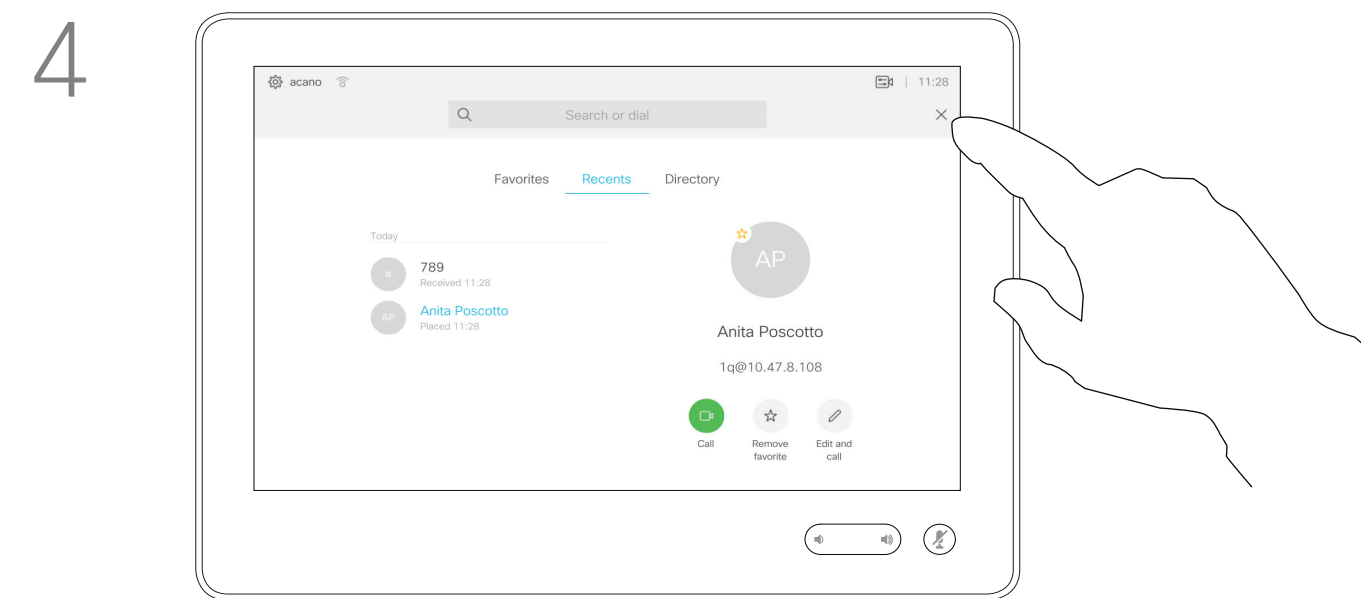 4
acano
11:28
Search or dial
Favorites Recents Directory
Today
#
789
Received 11:28
AP
Anita Poscotto
Placed 11:28
AP
Anita Poscotto
1q@10.47.8.108
Call
Remove
favorite
Edit and
call